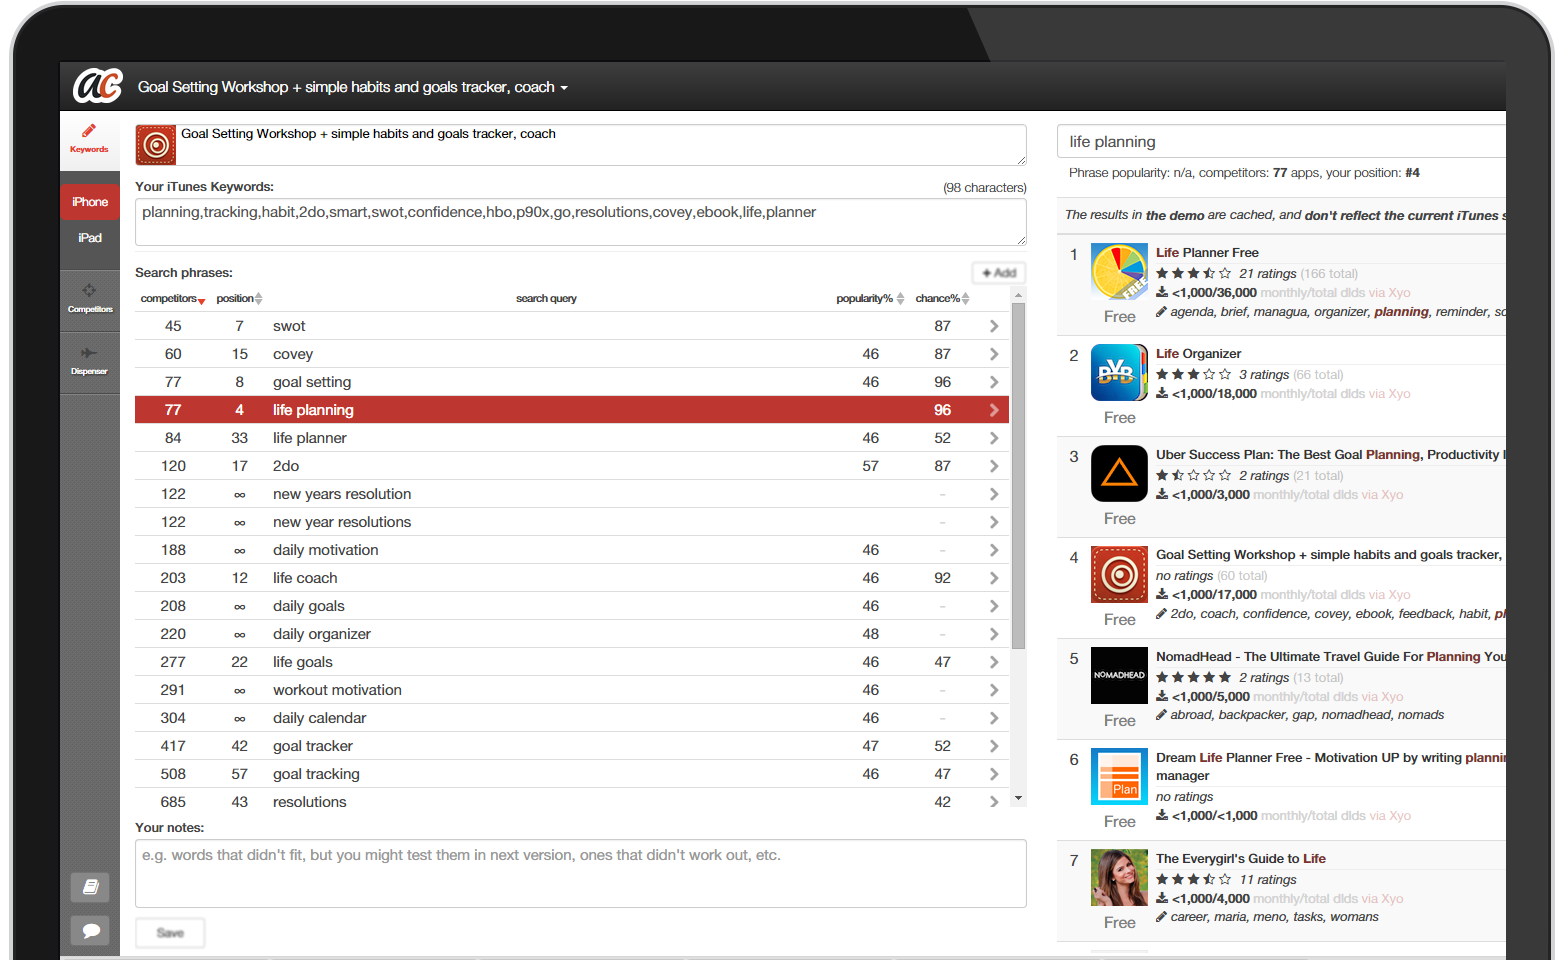 ac
Goal Setting Workshop + simple habits and goals tracker, coach
Keywords
iPhone
iPad
Competitors
Dispenser
Goal Setting Workshop + simple habits and goals tracker, coach
Your iTunes Keywords:
(98 characters)
planning,tracking,habit,2do,smart,swot,confidence,hbo,p90x,go,resolutions,covey,ebook,life,planner
Search phrases:
+ Add
competitors position search query popularity% chance%
45 7 swot 87
60 15 covey 46 87
77 8 goal setting 46 96
77 4 life planning 96
84 33 life planner 46 52
120 17 2do 57 87
122 ∞ new years resolution -
122 ∞ new year resolutions -
188 ∞ daily motivation 46 -
203 12 life coach 46 92
208 ∞ daily goals 46 -
220 ∞ daily organizer 48 -
277 22 life goals 46 47
291 ∞ workout motivation 46 -
304 ∞ daily calendar 46 -
417 42 goal tracker 47 52
508 57 goal tracking 46 47
685 43 resolutions 42
Your notes:
e.g. words that didn't fit, but you might test them in next version, ones that didn't work out, etc.
Save
life planning
Phrase popularity: n/a, competitors: 77 apps, your position: #4
The results in the demo are cached, and don't reflect the current iTunes s
1
Life Planner Free
21 ratings (166 total)
<1,000/36,000 monthly/total dlds via Xyo
agenda, brief, managua, organizer, planning, reminder, sc
FREE
Free
2
Life Organizer
3 ratings (66 total)
<1,000/18,000 monthly/total dlds via Xyo
BYB
Free
3
Uber Success Plan: The Best Goal Planning, Productivity
2 ratings (21 total)
<1,000/3,000 monthly/total dlds via Xyo
Free
4
Goal Setting Workshop + simple habits and goals tracker,
no ratings (60 total)
<1,000/17,000 monthly/total dlds via Xyo
2do, coach, confidence, covey, ebook, feedback, habit, pl
Free
5
NomadHead - The Ultimate Travel Guide For Planning You
2 ratings (13 total)
<1,000/5,000 monthly/total dlds via Xyo
abroad, backpacker, gap, nomadhead, nomads
NOMADHEAD
Free
6
Dream Life Planner Free - Motivation UP by writing plannin
manager
no ratings
<1,000/<1,000 monthly/total dlds via Xyo
Plan
Free
7
The Everygirl's Guide to Life
11 ratings
<1,000/4,000 monthly/total dlds via Xyo
career, maria, meno, tasks, womans
Free